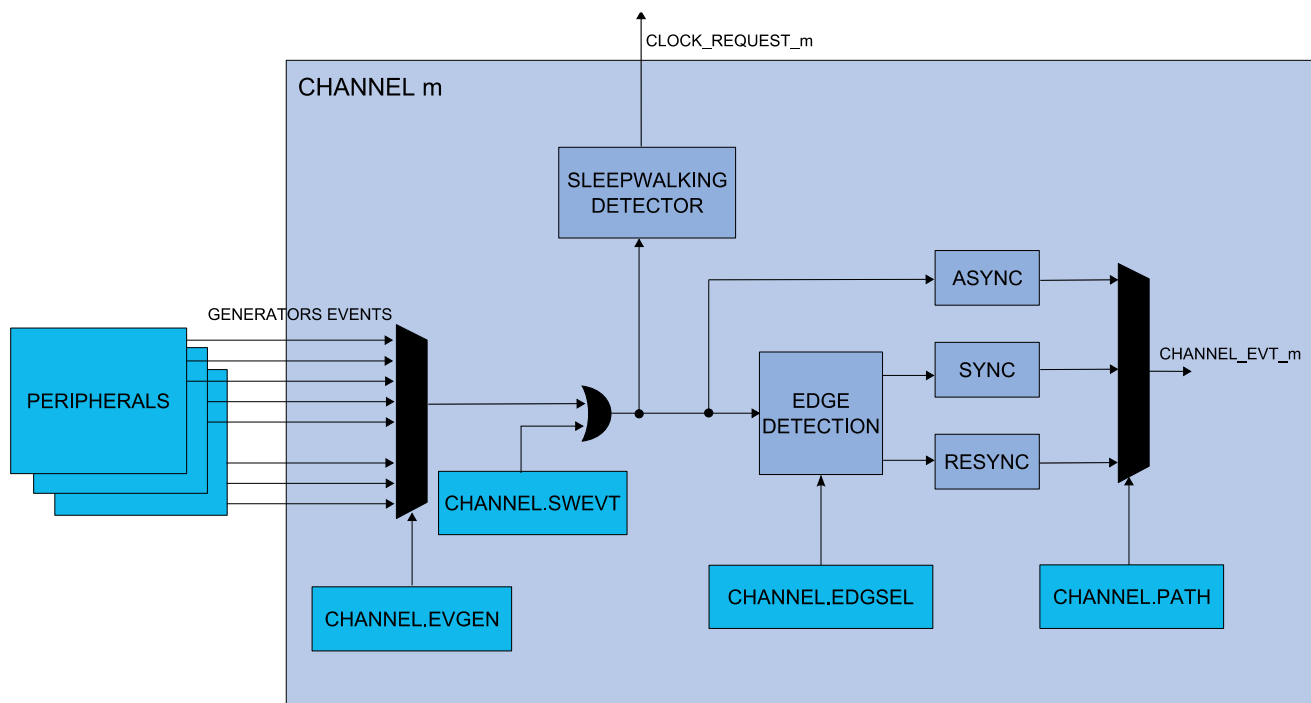 CLOCK_REQUEST_m
CHANNEL m
SLEEPWALKING
DETECTOR
ASYNC
GENERATORS EVENTS
CHANNEL_EVT_m
SYNC
PERIPHERALS
EDGE
DETECTION
RESYNC
CHANNEL.SWEVT
CHANNEL.EDGSEL
CHANNEL.PATH
CHANNEL.EVGEN